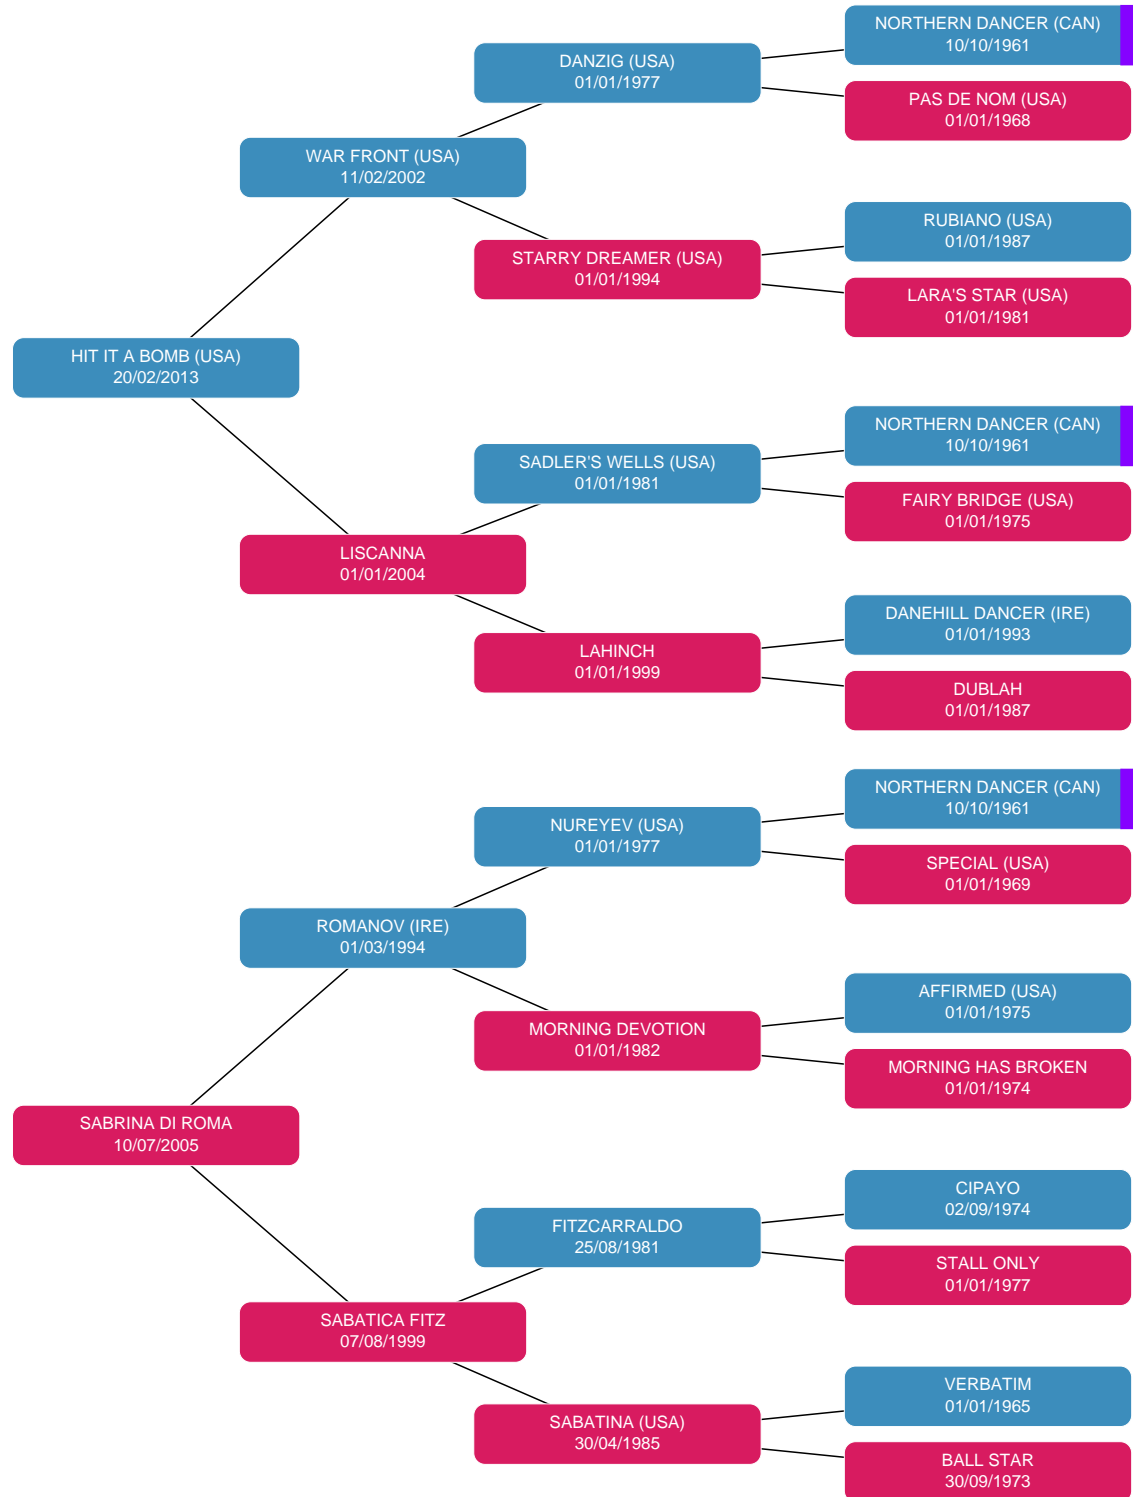 NORTHERN DANCER (CAN)
10/10/1961
DANZIG (USA)
01/01/1977
PAS DE NOM (USA)
01/01/1968
WAR FRONT (USA)
11/02/2002
RUBIANO (USA)
01/01/1987
STARRY DREAMER (USA)
01/01/1994
LARA'S STAR (USA)
01/01/1981
HIT IT A BOMB (USA)
20/02/2013
NORTHERN DANCER (CAN)
10/10/1961
SADLER'S WELLS (USA)
01/01/1981
FAIRY BRIDGE (USA)
01/01/1975
LISCANNA
01/01/2004
DANEHILL DANCER (IRE)
01/01/1993
LAHINCH
01/01/1999
DUBLAH
01/01/1987
NORTHERN DANCER (CAN)
10/10/1961
NUREYEV (USA)
01/01/1977
SPECIAL (USA)
01/01/1969
ROMANOV (IRE)
01/03/1994
AFFIRMED (USA)
01/01/1975
MORNING DEVOTION
01/01/1982
MORNING HAS BROKEN
01/01/1974
SABRINA DI ROMA
10/07/2005
CIPAYO
02/09/1974
FITZCARRALDO
25/08/1981
STALL ONLY
01/01/1977
SABATICA FITZ
07/08/1999
VERBATIM
01/01/1965
SABATINA (USA)
30/04/1985
BALL STAR
30/09/1973